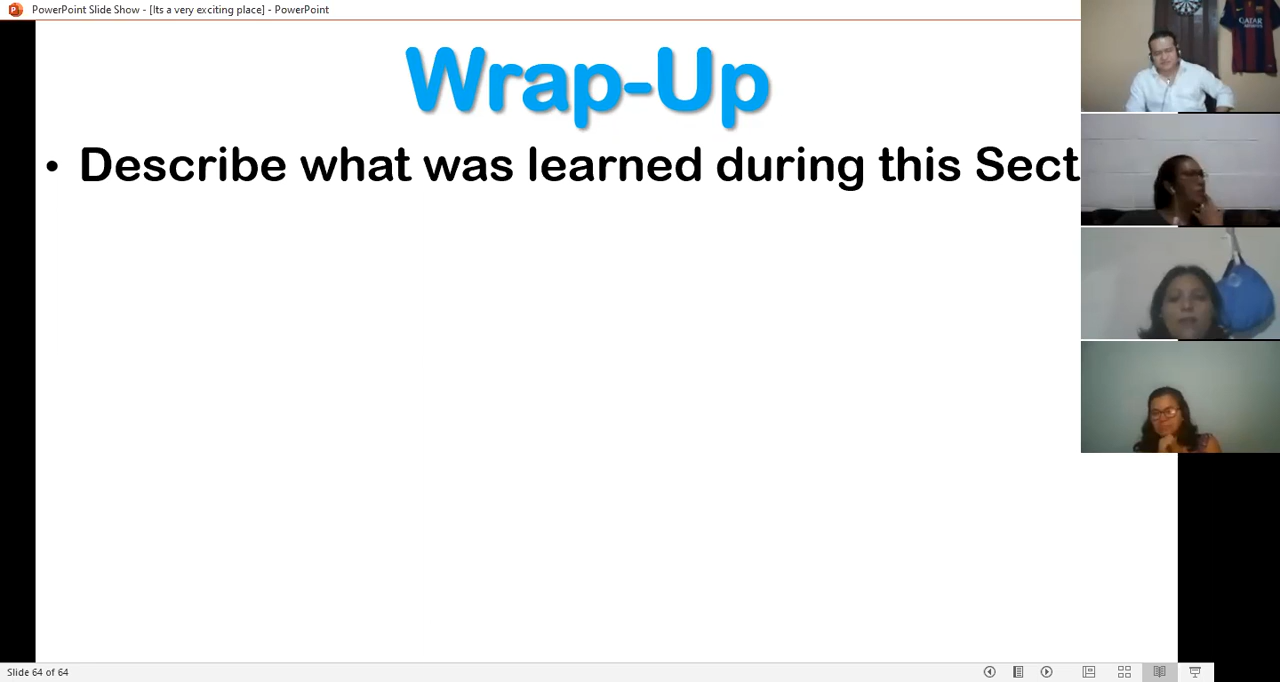 PowerPoint Slide Show - [Its a very exciting place] - PowerPoint
Wrap-Up
• Describe what was learned during this Sect
QATAR
Slide 64 of 64